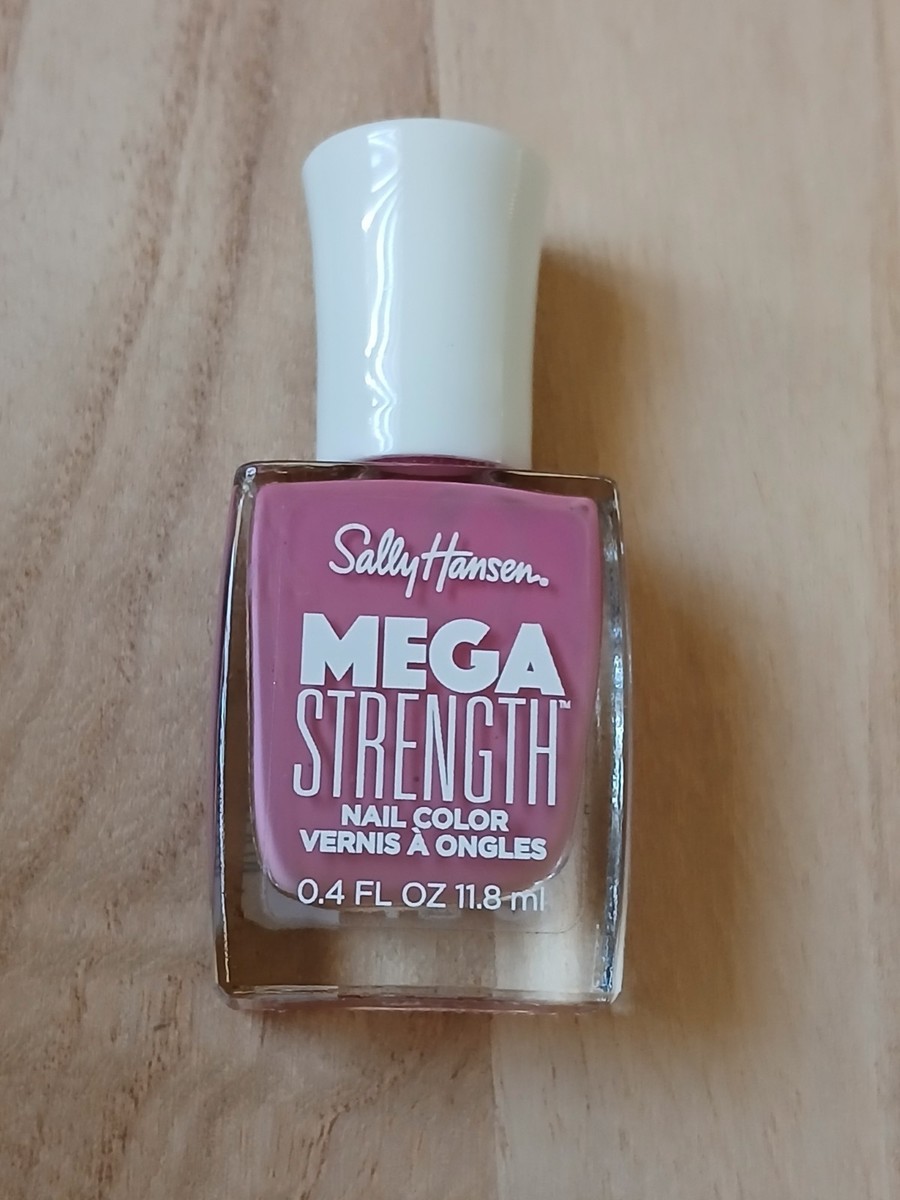 Sally Hansen®
MEGA
STRENGTH™
NAIL COLOR
VERNIS À ONGLES
0.4 FL OZ 11.8 ml